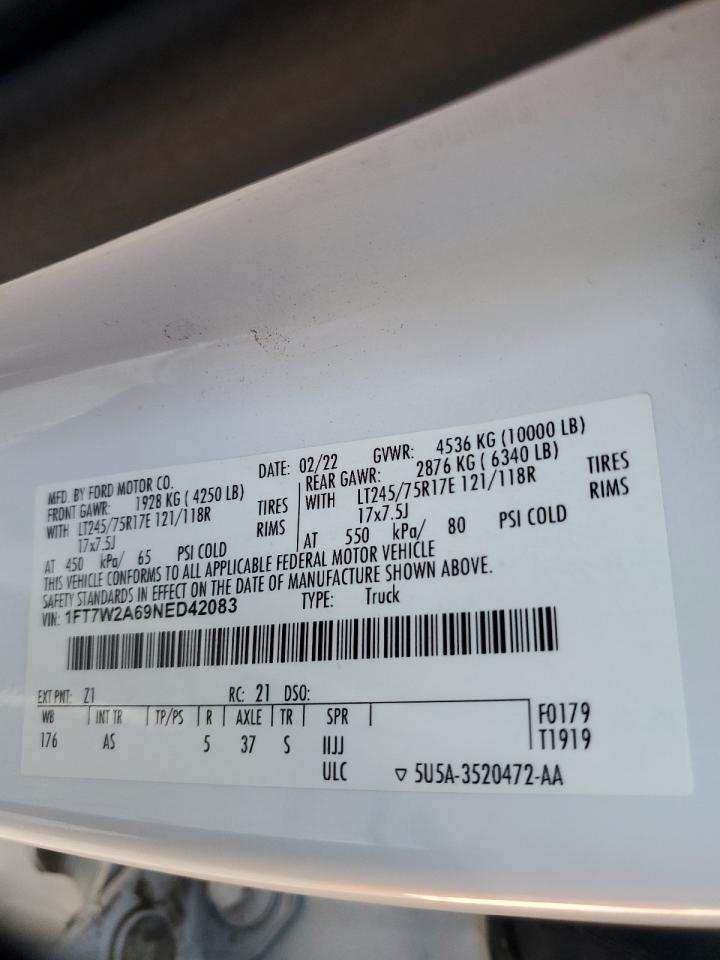 MFD. BY FORD MOTOR CO. DATE: 02/22 GVWR: 4536 KG (10000 LB)
FRONT GAWR: 1928 KG ( 4250 LB) REAR GAWR: 2876 KG ( 6340 LB)
WITH LT245/75R17E 121/118R TIRES WITH LT245/75R17E 121/118R TIRES
17x7.5J RIMS 17x7.5J RIMS
AT 450 kPa/ 65 PSI COLD AT 550 kPa/ 80 PSI COLD
THIS VEHICLE CONFORMS TO ALL APPLICABLE FEDERAL MOTOR VEHICLE
SAFETY STANDARDS IN EFFECT ON THE DATE OF MANUFACTURE SHOWN ABOVE.
VIN: 1FT7W2A69NED42083 TYPE: Truck
EXT PNT: Z1 RC: 21 DSO:
WB INT TR TP/PS R AXLE TR SPR F0179
176 AS 5 37 S IIJJ T1919
ULC ▽ 5U5A-3520472-AA